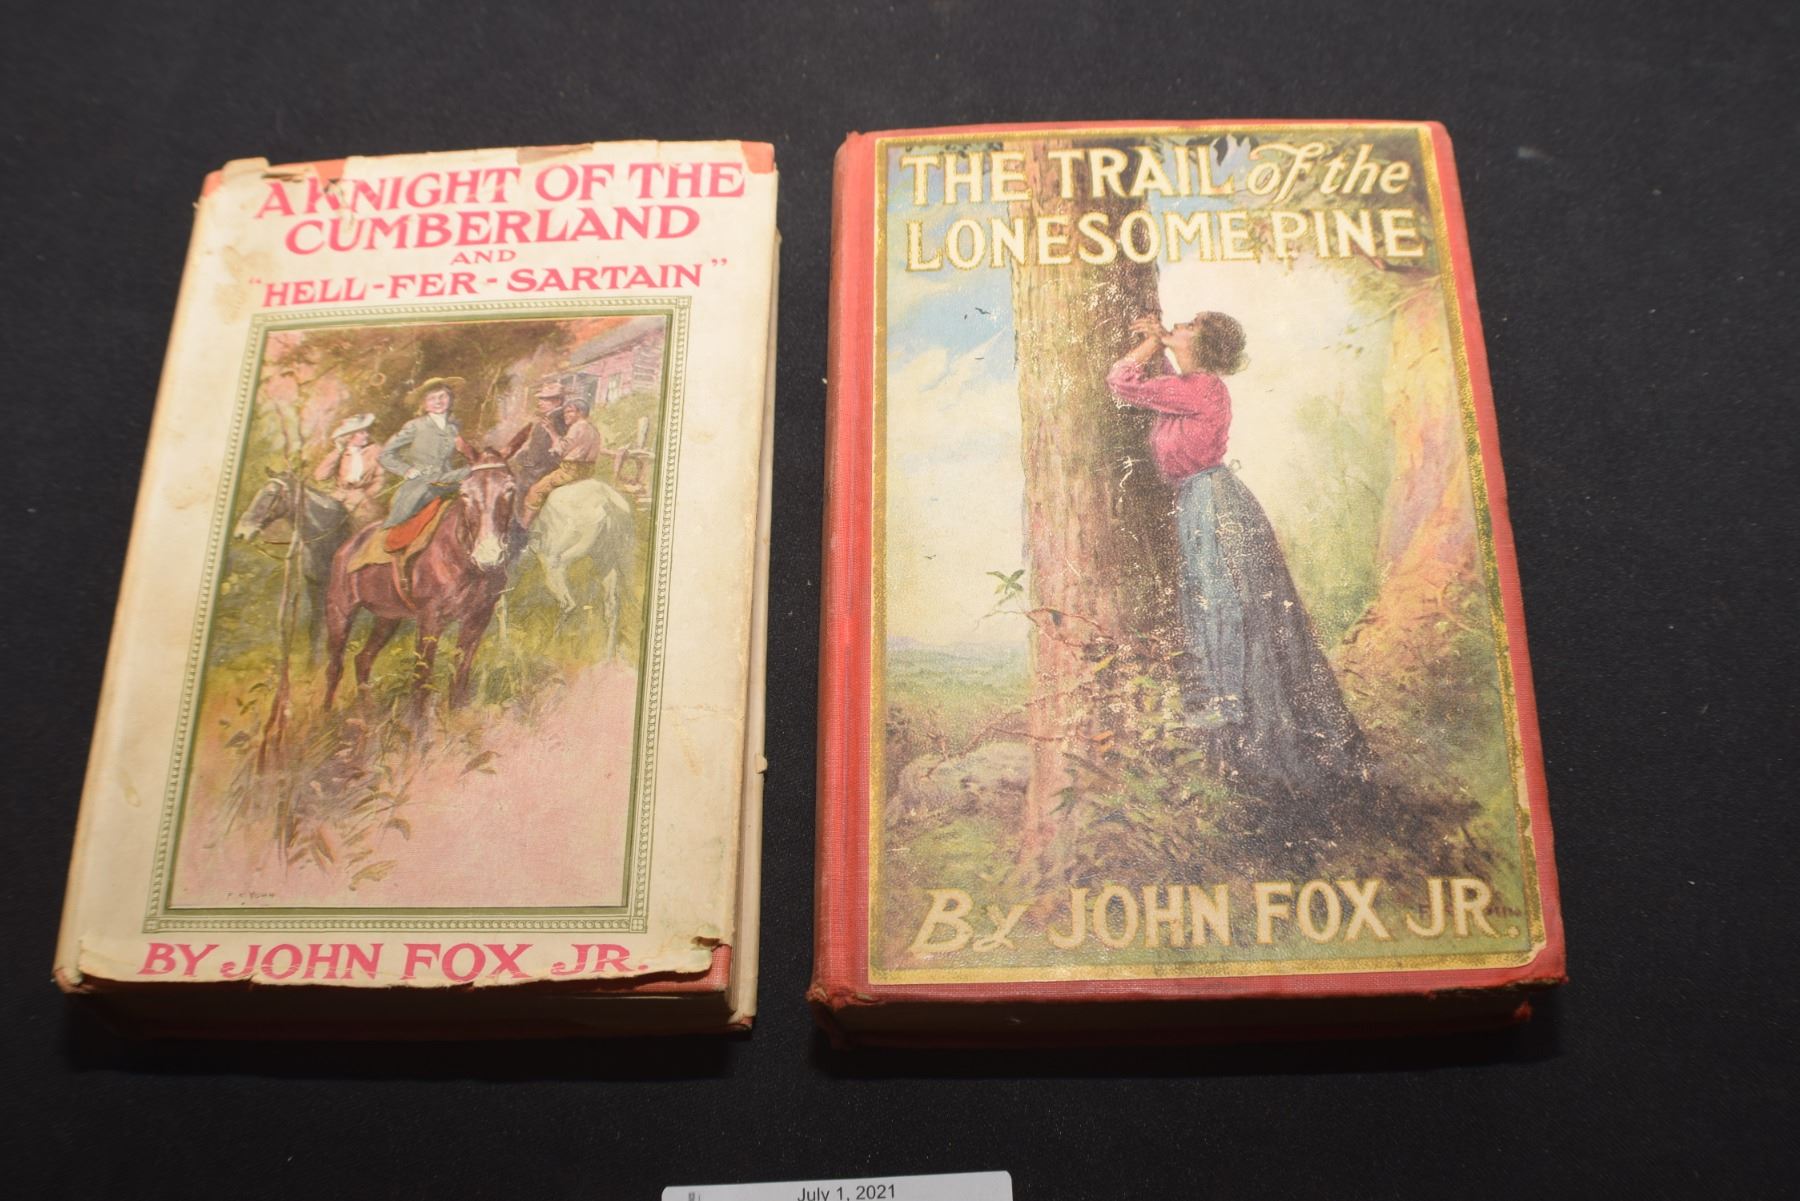 A KNIGHT OF THE
CUMBERLAND
AND
"HELL-FER-SARTAIN"
F. C. YOHN
BY JOHN FOX JR.
THE TRAIL of the
LONESOME PINE
By JOHN FOX JR.
July 1, 2021